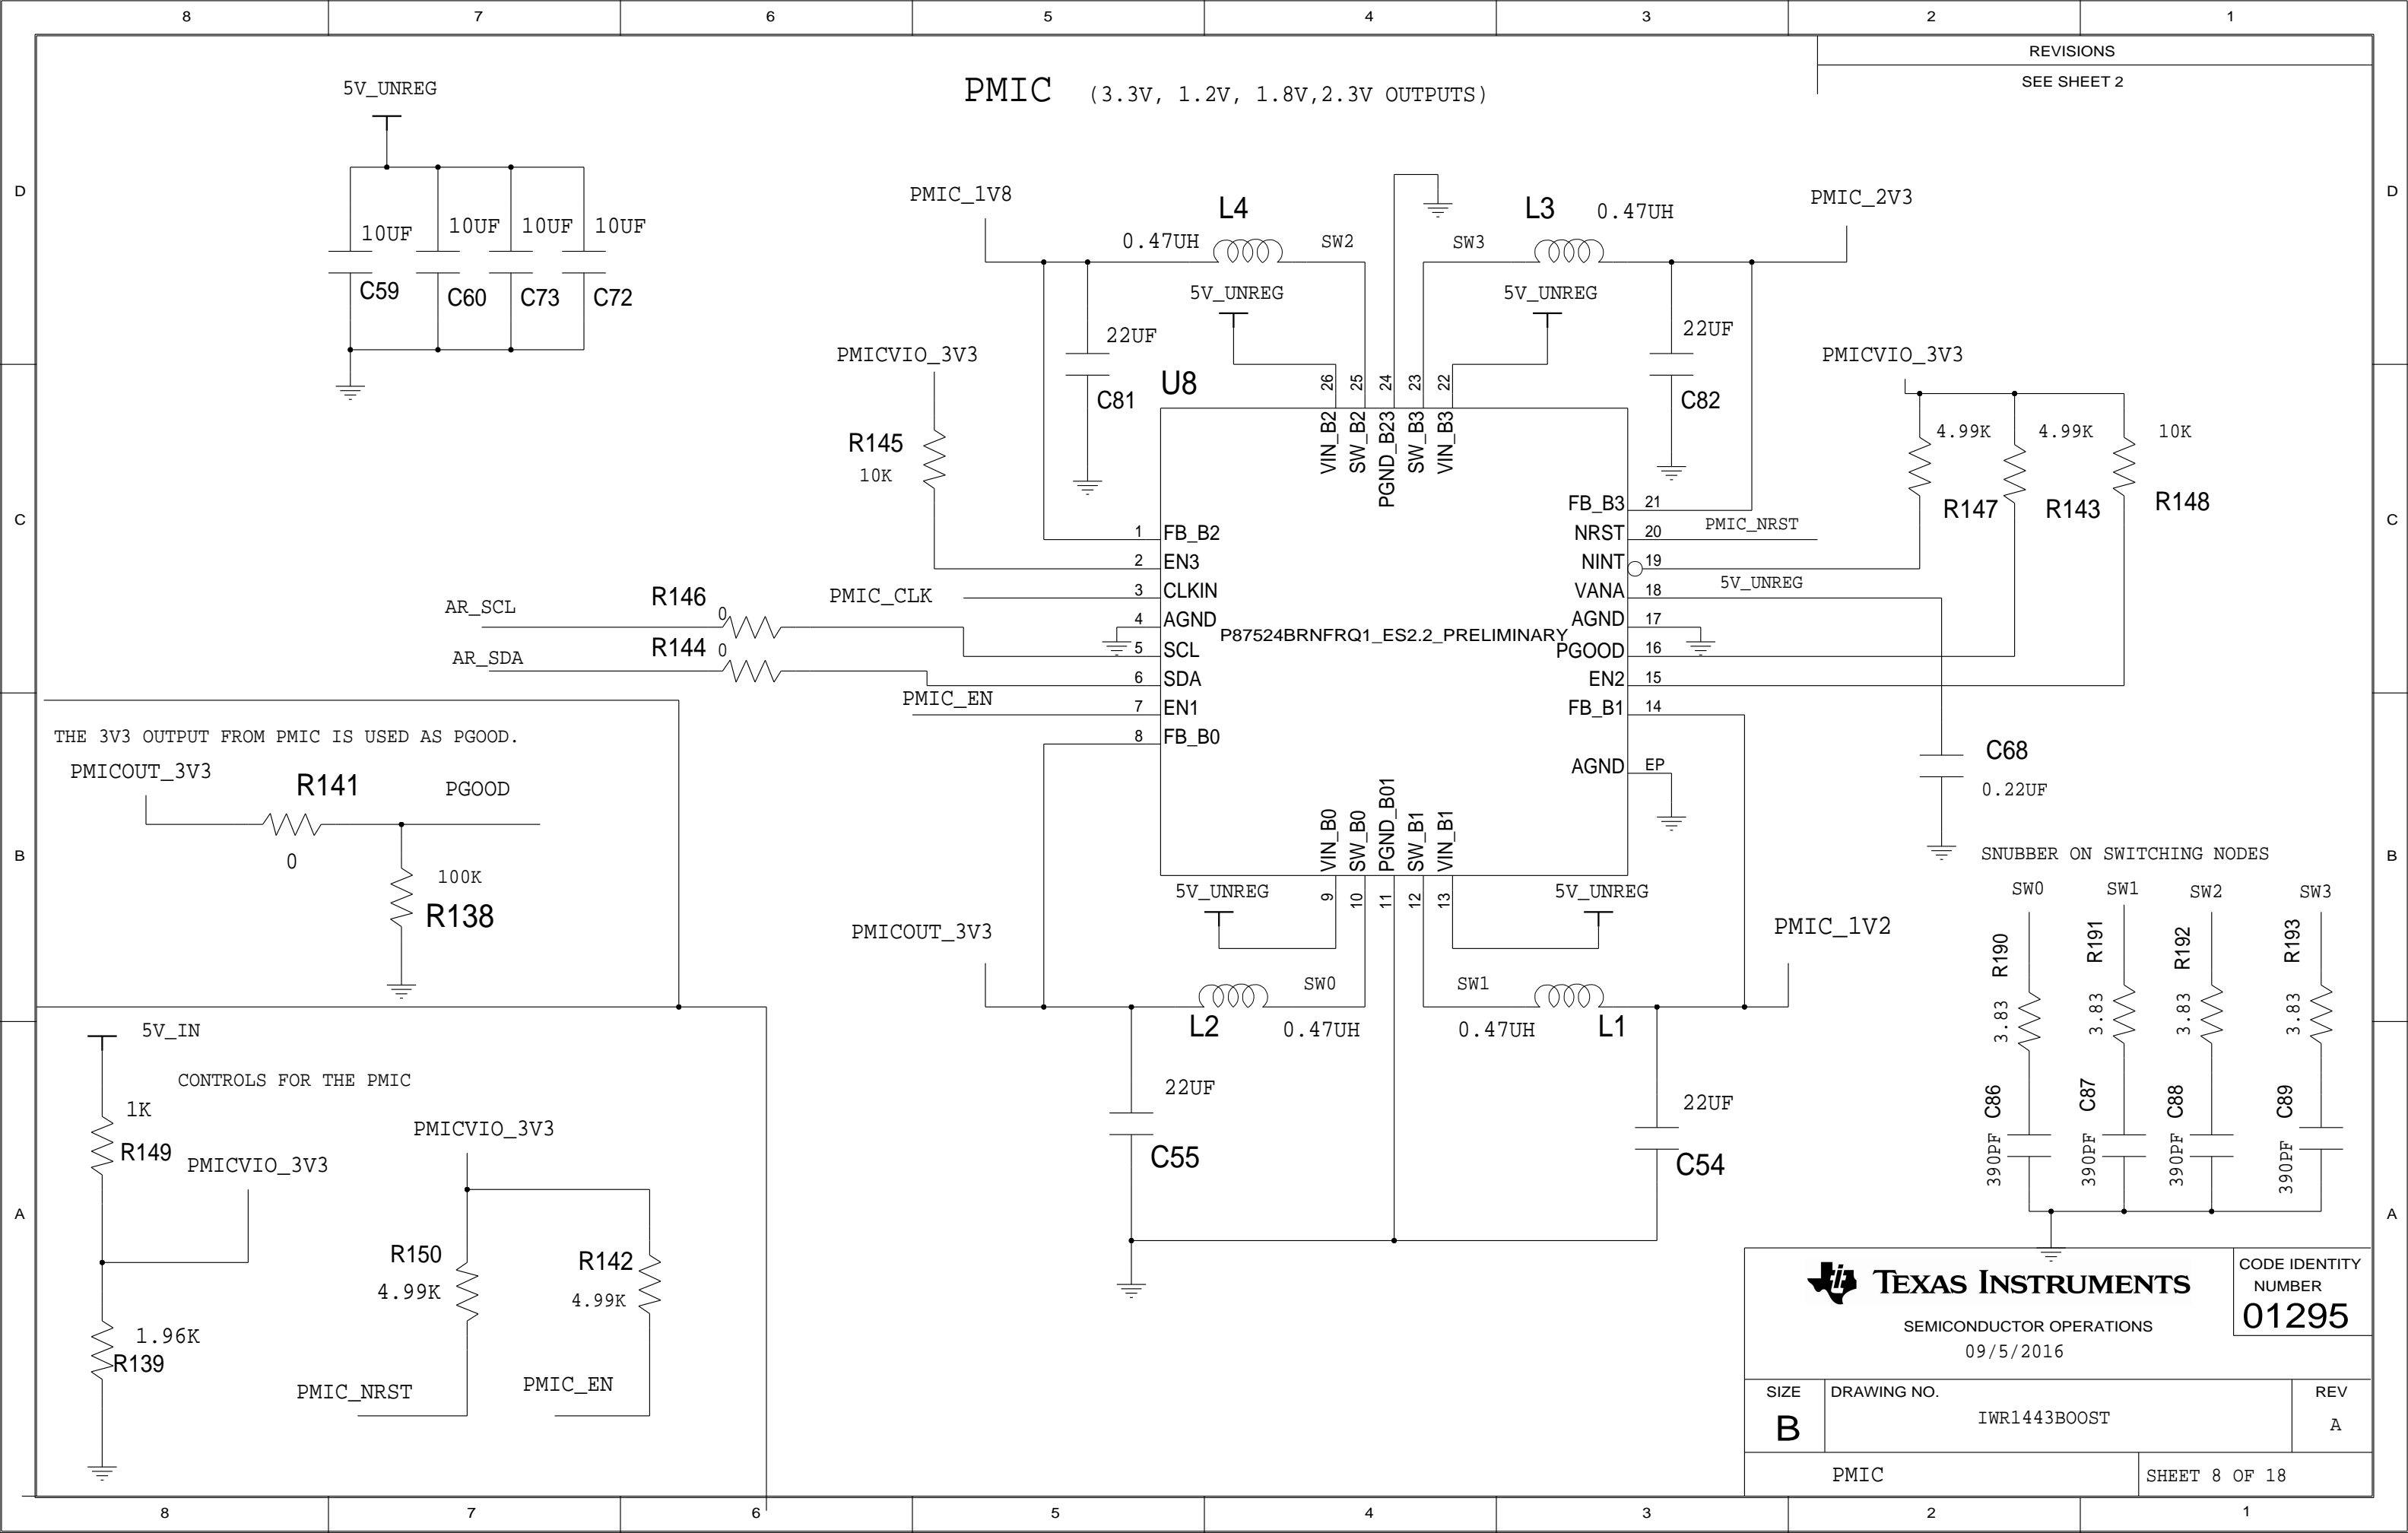 8 7 6 5 4 3 2 1
REVISIONS
SEE SHEET 2
PMIC (3.3V, 1.2V, 1.8V,2.3V OUTPUTS)
D
D
C
C
B
B
A
A
5V_UNREG
10UF
10UF
10UF
10UF
C59
C60
C73
C72
PMIC_1V8
L4
0.47UH
SW2
SW3
L3
0.47UH
PMIC_2V3
5V_UNREG
5V_UNREG
22UF
C81
22UF
C82
PMICVIO_3V3
R145
10K
PMICVIO_3V3
4.99K
4.99K
10K
R147
R143
R148
U8
26
25
24
23
22
VIN_B2
SW_B2
PGND_B23
SW_B3
VIN_B3
1 FB_B2
2 EN3
3 CLKIN
4 AGND
5 SCL
6 SDA
7 EN1
8 FB_B0
P87524BRNFRQ1_ES2.2_PRELIMINARY
FB_B3 21
NRST 20
NINT 19
VANA 18
AGND 17
PGOOD 16
EN2 15
FB_B1 14
AGND EP
VIN_B0
SW_B0
PGND_B01
SW_B1
VIN_B1
9
10
11
12
13
PMIC_NRST
5V_UNREG
AR_SCL
R146
0
PMIC_CLK
AR_SDA
R144
0
PMIC_EN
C68
0.22UF
THE 3V3 OUTPUT FROM PMIC IS USED AS PGOOD.
PMICOUT_3V3
R141
0
PGOOD
100K
R138
5V_UNREG
5V_UNREG
PMICOUT_3V3
PMIC_1V2
SW0
L2
0.47UH
SW1
0.47UH
L1
22UF
C55
22UF
C54
SNUBBER ON SWITCHING NODES
SW0
SW1
SW2
SW3
R190
R191
R192
R193
3.83
3.83
3.83
3.83
C86
C87
C88
C89
390PF
390PF
390PF
390PF
5V_IN
CONTROLS FOR THE PMIC
1K
R149
PMICVIO_3V3
1.96K
R139
PMICVIO_3V3
R150
4.99K
R142
4.99K
PMIC_NRST
PMIC_EN
TEXAS INSTRUMENTS
SEMICONDUCTOR OPERATIONS
09/5/2016
CODE IDENTITY
NUMBER
01295
SIZE
B
DRAWING NO.
IWR1443BOOST
REV
A
PMIC
SHEET 8 OF 18
8 7 6 5 4 3 2 1